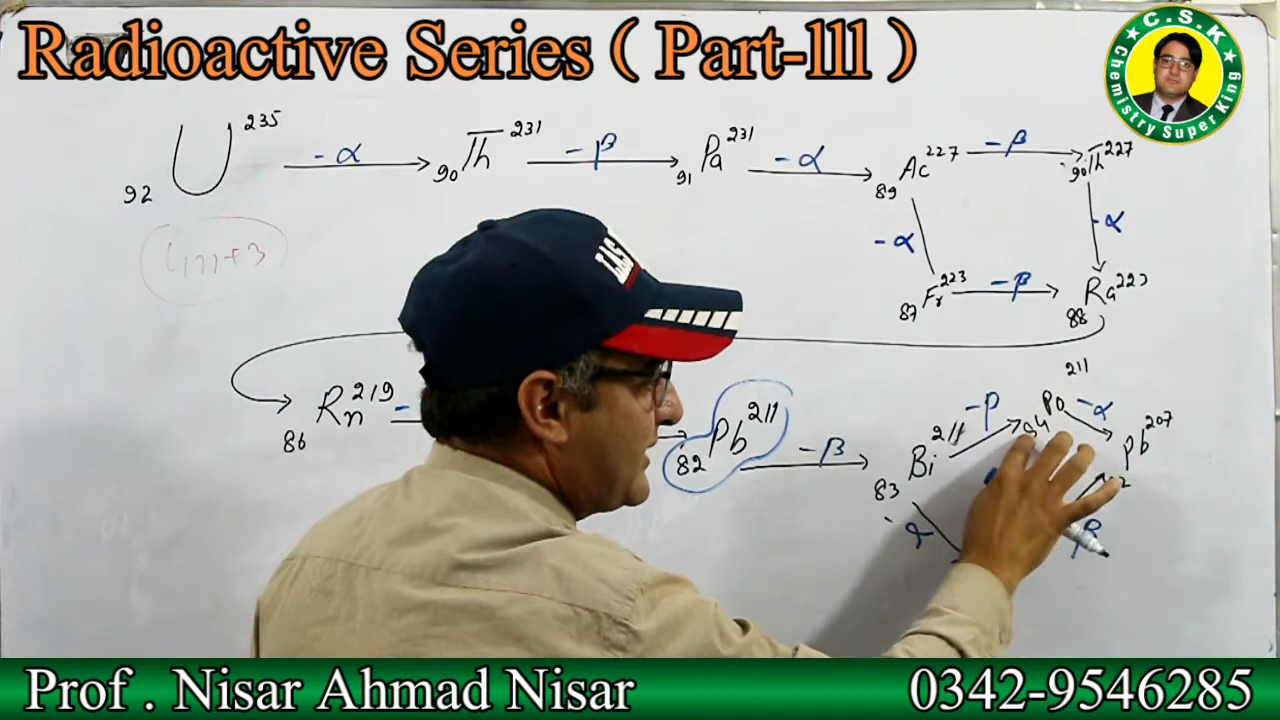 Radioactive Series ( Part-lll )
C.S.K
Chemistry Super King
92 U 235 -α 90 Th 231 -β 91 Pa 231 -α 89 Ac 227 -β 90 Th 227
4n+3
-α -α
87 Fr 223 -β 88 Ra 223
86 Rn 219 - 82 Pb 211 -β 83 Bi 211 -β 84 Po 211 -α Pb 207
α β
Prof . Nisar Ahmad Nisar
0342-9546285